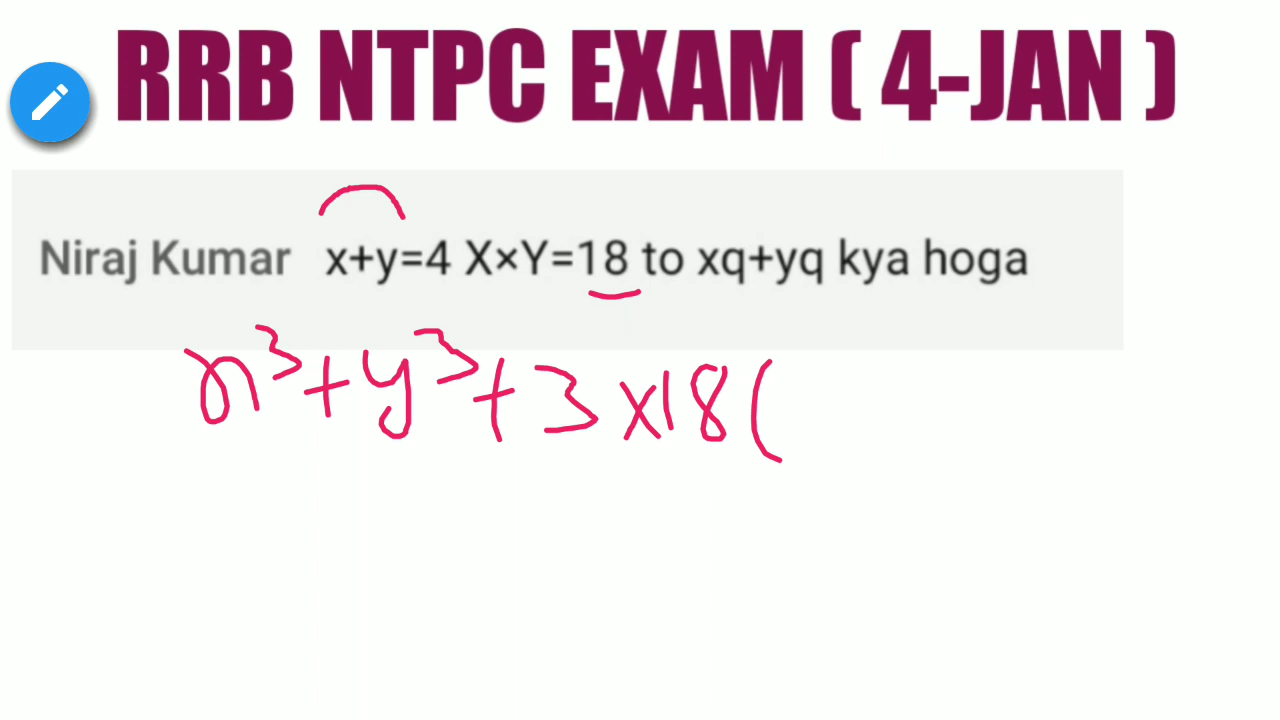 RRB NTPC EXAM ( 4-JAN )
Niraj Kumar x+y=4 X×Y=18 to xq+yq kya hoga
x³+y³+3×18(